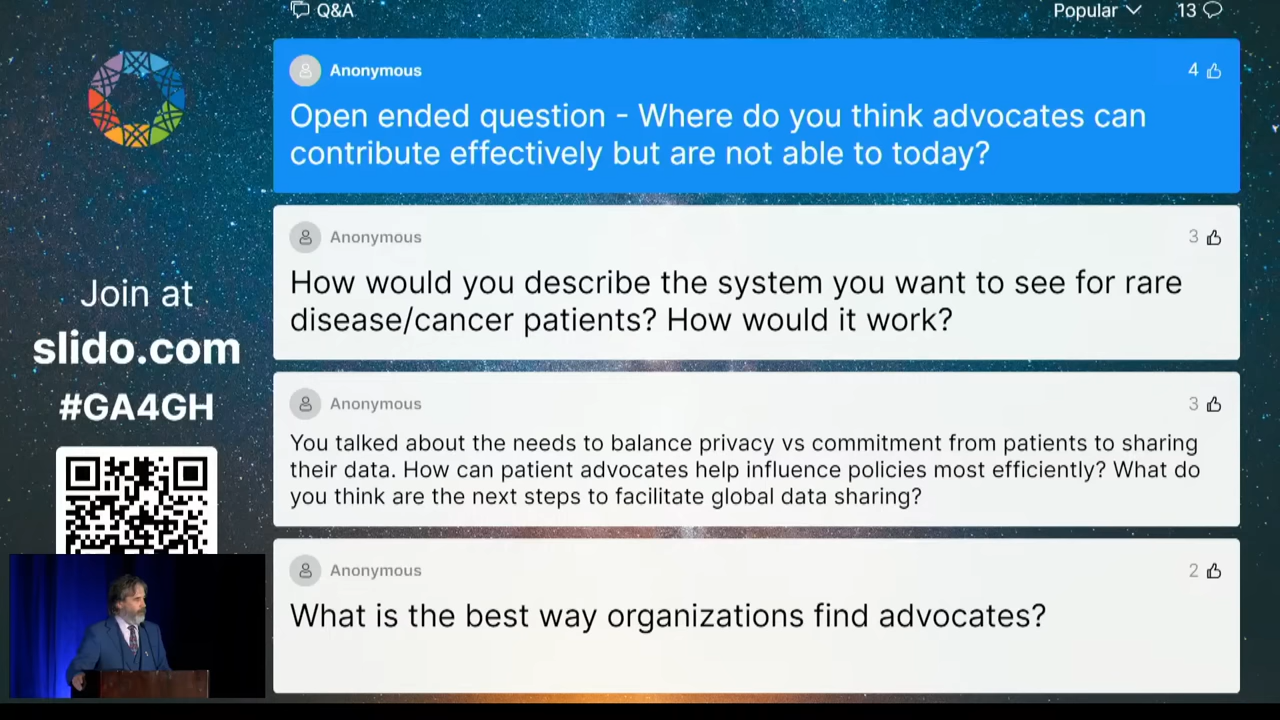 Q&A
Popular
13
Anonymous
4
Open ended question - Where do you think advocates can
contribute effectively but are not able to today?
Anonymous
3
How would you describe the system you want to see for rare
disease/cancer patients? How would it work?
Anonymous
3
You talked about the needs to balance privacy vs commitment from patients to sharing
their data. How can patient advocates help influence policies most efficiently? What do
you think are the next steps to facilitate global data sharing?
Anonymous
2
What is the best way organizations find advocates?
Join at
slido.com
#GA4GH